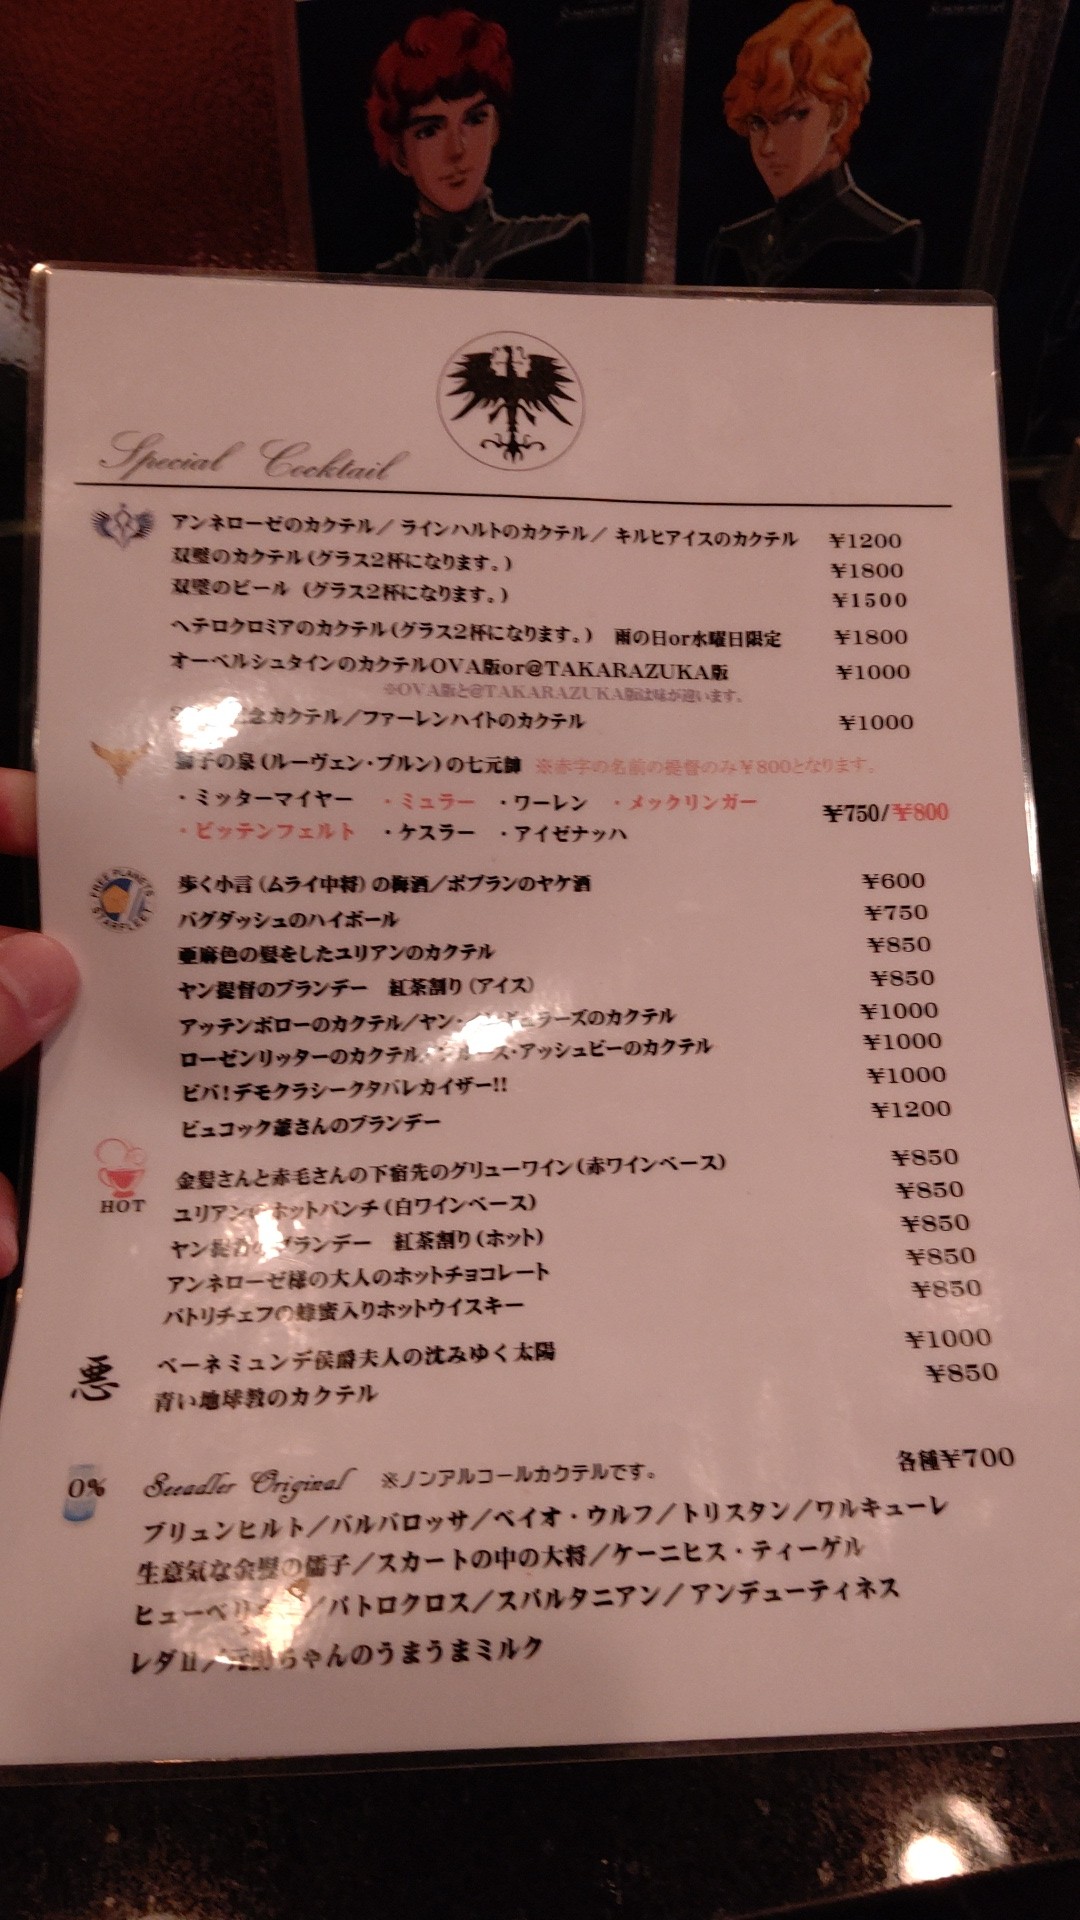 Special Cocktail
アンネローゼのカクテル／ラインハルトのカクテル／キルヒアイスのカクテル ¥1200
双璧のカクテル(グラス2杯になります。) ¥1800
双璧のビール (グラス2杯になります。) ¥1500
ヘテロクロミアのカクテル(グラス2杯になります。) 雨の日or水曜日限定 ¥1800
オーベルシュタインのカクテルOVA版or@TAKARAZUKA版 ¥1000
※OVA版と@TAKARAZUKA版は味が違います。
念カクテル／ファーレンハイトのカクテル ¥1000
獅子の泉(ルーヴェン・ブルン)の七元帥 ※赤字の名前の提督のみ¥800となります。
・ミッターマイヤー ・ミュラー ・ワーレン ・メックリンガー ¥750/¥800
・ビッテンフェルト ・ケスラー ・アイゼナッハ
FREE PLANETS STARFLEET
歩く小言(ムライ中将)の梅酒／ポプランのヤケ酒 ¥600
バグダッシュのハイボール ¥750
亜麻色の髪をしたユリアンのカクテル ¥850
ヤン提督のブランデー 紅茶割り(アイス) ¥850
アッテンボローのカクテル／ヤン・ ラーズのカクテル ¥1000
ローゼンリッターのカクテル ・アッシュビーのカクテル ¥1000
ビバ!デモクラシークタバレカイザー!! ¥1000
ビュコック爺さんのブランデー ¥1200
HOT
金髪さんと赤毛さんの下宿先のグリューワイン(赤ワインベース) ¥850
ユリアンのホットパンチ(白ワインベース) ¥850
ヤン提督のブランデー 紅茶割り(ホット) ¥850
アンネローゼ様の大人のホットチョコレート ¥850
パトリチェフの蜂蜜入りホットウイスキー ¥850
悪
ベーネミュンデ侯爵夫人の沈みゆく太陽 ¥1000
青い地球教のカクテル ¥850
0% Seeadler Original ※ノンアルコールカクテルです。 各種¥700
ブリュンヒルト／バルバロッサ／ベイオ・ウルフ／トリスタン／ワルキューレ
生意気な金髪の孺子／スカートの中の大将／ケーニヒス・ティーゲル
ヒューベリ ／パトロクロス／スパルタニアン／アンデューティネス
レダII／ ちゃんのうまうまミルク